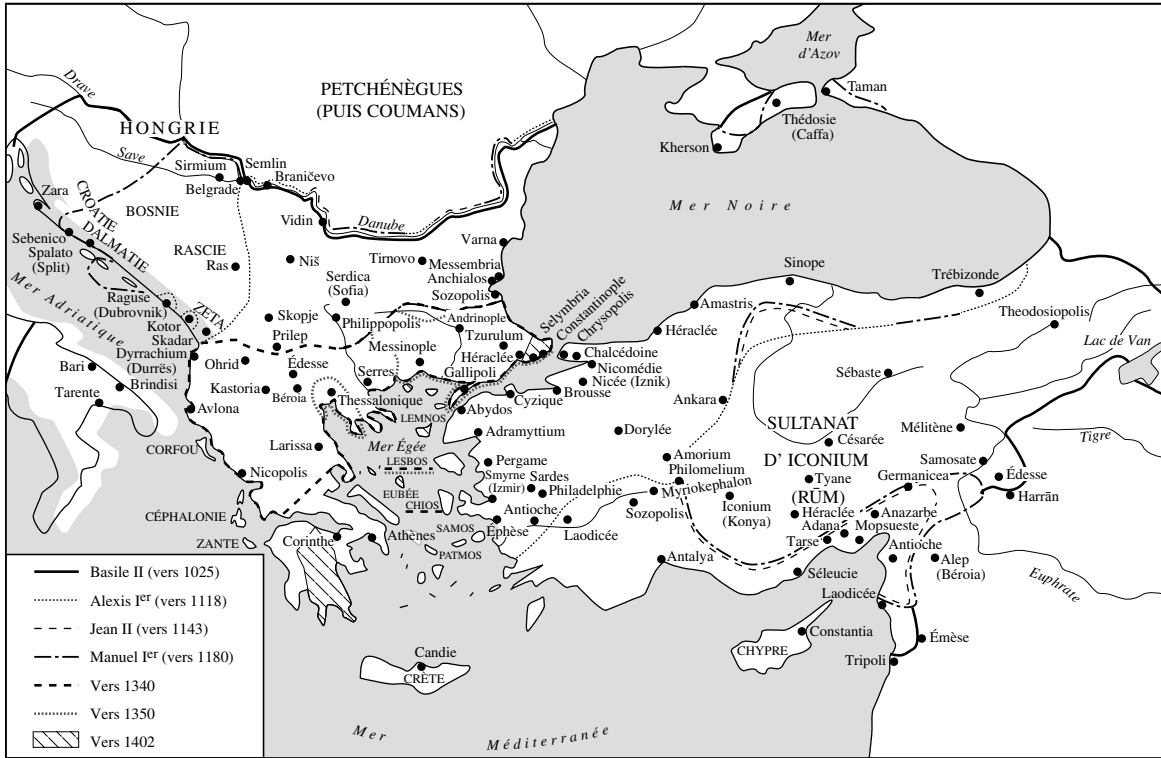 Mer
d'Azov
Taman
Thédosie
(Caffa)
Kherson
PETCHÉNÈGUES
(PUIS COUMANS)
Drave
HONGRIE
Save
Sirmium
Semlin
Belgrade
Braničevo
Zara
CROATIE
DALMATIE
BOSNIE
Vidin
Danube
Mer Noire
Sebenico
Spalato
(Split)
RASCIE
Ras
Niš
Tirnovo
Varna
Messembria
Anchialos
Sozopolis
Serdica
(Sofia)
Mer Adriatique
Raguse
(Dubrovnik)
ZETA
Kotor
Skadar
Skopje
Philippopolis
Andrinople
Tzurulum
Selymbria
Constantinople
Chrysopolis
Sinope
Amastris
Héraclée
Trébizonde
Theodosiopolis
Lac de Van
Dyrrachium
(Durrës)
Prilep
Ohrid
Messinople
Héraclée
Gallipoli
Chalcédoine
Nicomédie
Nicée (Iznik)
Brousse
Cyzique
Bari
Brindisi
Tarente
Édesse
Kastoria
Béroia
Serres
Thessalonique
Avlona
LEMNOS
Abydos
Ankara
Sébaste
CORFOU
Larissa
Mer Égée
LESBOS
Adramyttium
Dorylée
SULTANAT
D' ICONIUM
(RŪM)
Césarée
Mélitène
Tigre
Nicopolis
Pergame
Smyrne
(Izmir)
Sardes
Philadelphie
Amorium
Philomelium
Myriokephalon
Tyane
Germanicea
Samosate
Édesse
Harrān
EUBÉE
CHIOS
Antioche
Éphèse
Laodicée
Sozopolis
Iconium
(Konya)
Héraclée
Adana
Anazarbe
Mopsueste
Tarse
CÉPHALONIE
ZANTE
Corinthe
Athènes
SAMOS
PATMOS
Antalya
Séleucie
Antioche
Alep
(Béroia)
Euphrate
Laodicée
Constantia
CHYPRE
Émèse
Tripoli
Candie
CRÈTE
Mer Méditerranée
Basile II (vers 1025)
Alexis Ier (vers 1118)
Jean II (vers 1143)
Manuel Ier (vers 1180)
Vers 1340
Vers 1350
Vers 1402